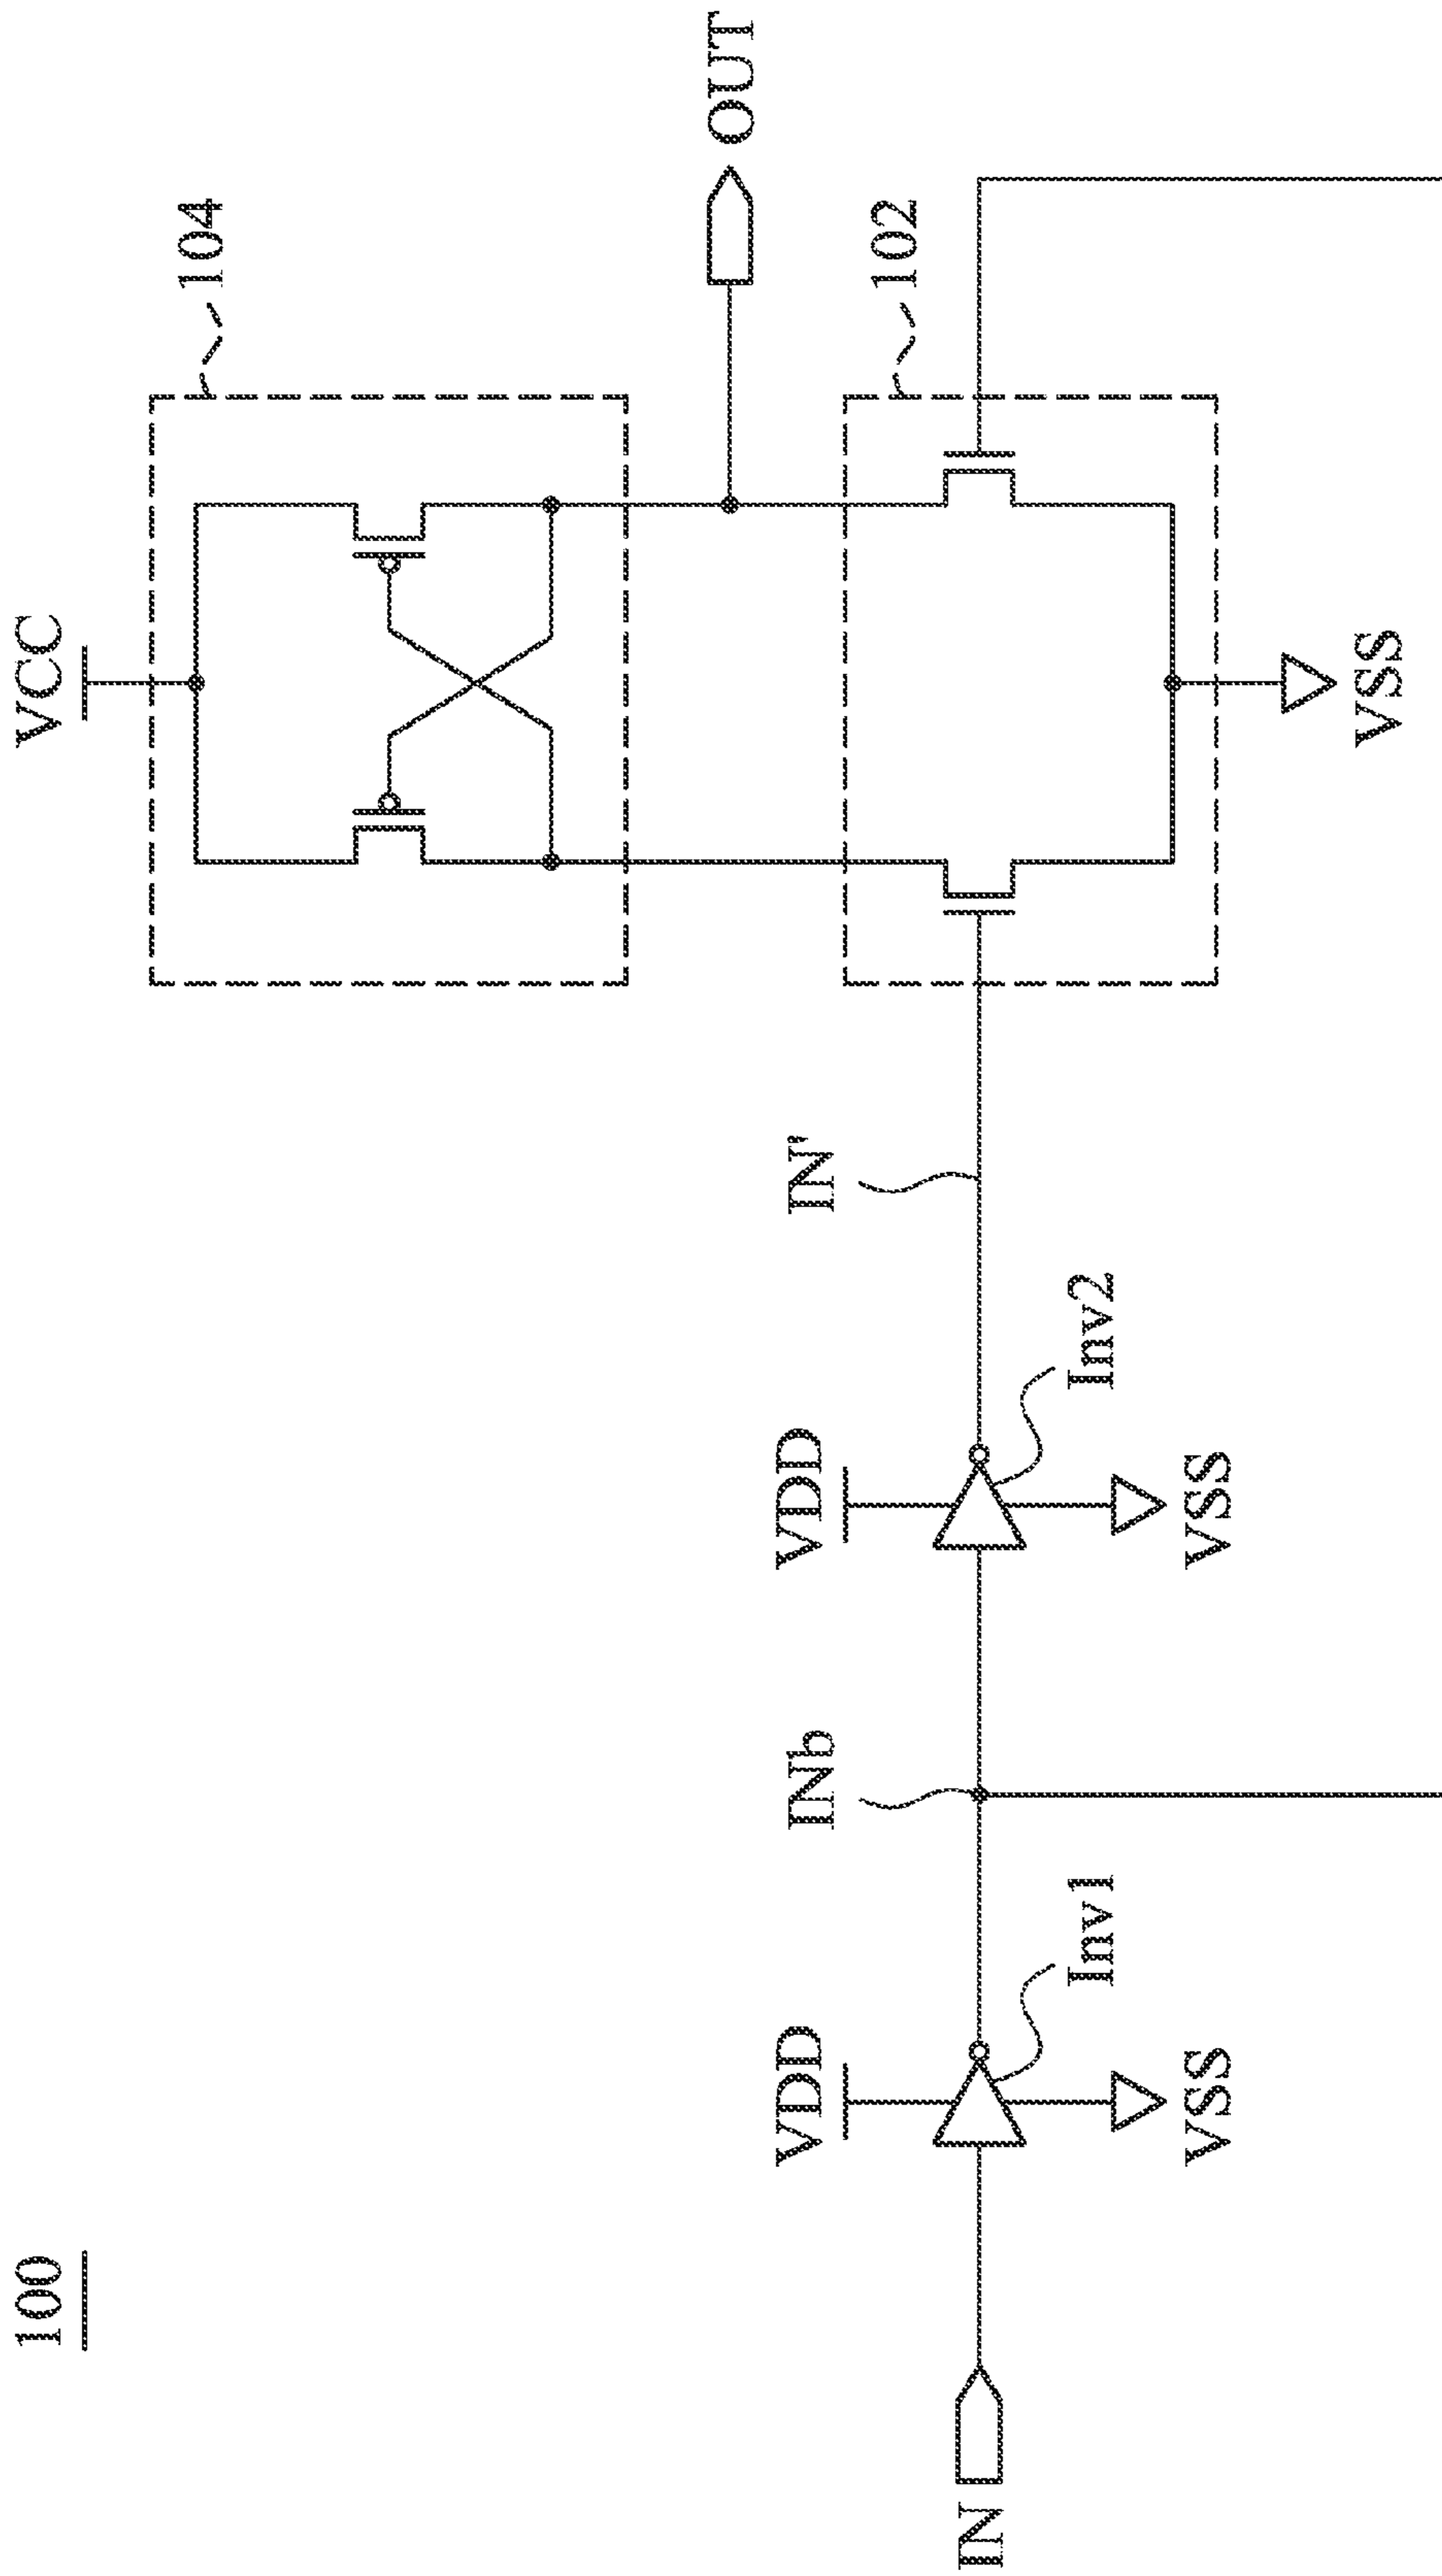 100
VCC
104
OUT
VDD
INb
VDD
IN'
102
IN
Inv1
Inv2
VSS
VSS
VSS